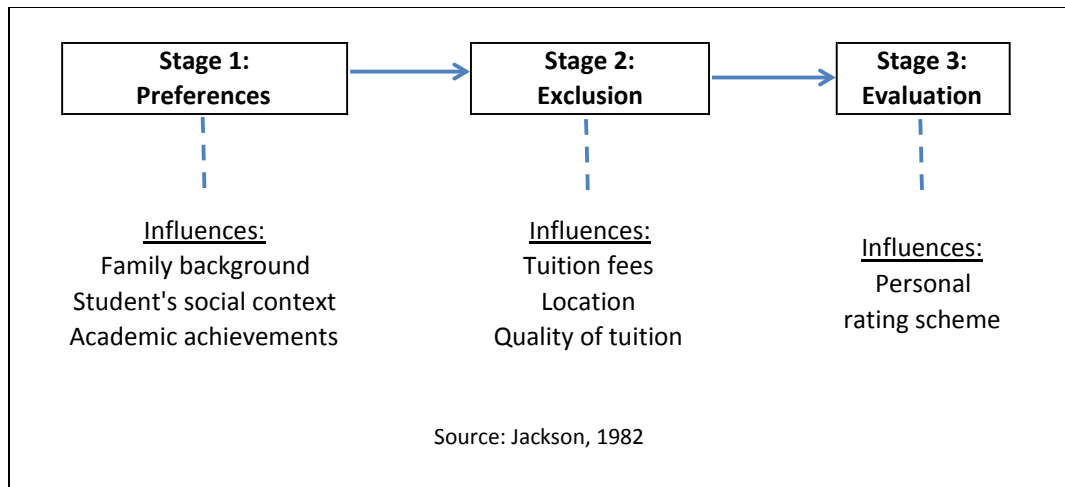 Stage 1:
Preferences
Stage 2:
Exclusion
Stage 3:
Evaluation
Influences:
Family background
Student's social context
Academic achievements
Influences:
Tuition fees
Location
Quality of tuition
Influences:
Personal
rating scheme
Source: Jackson, 1982